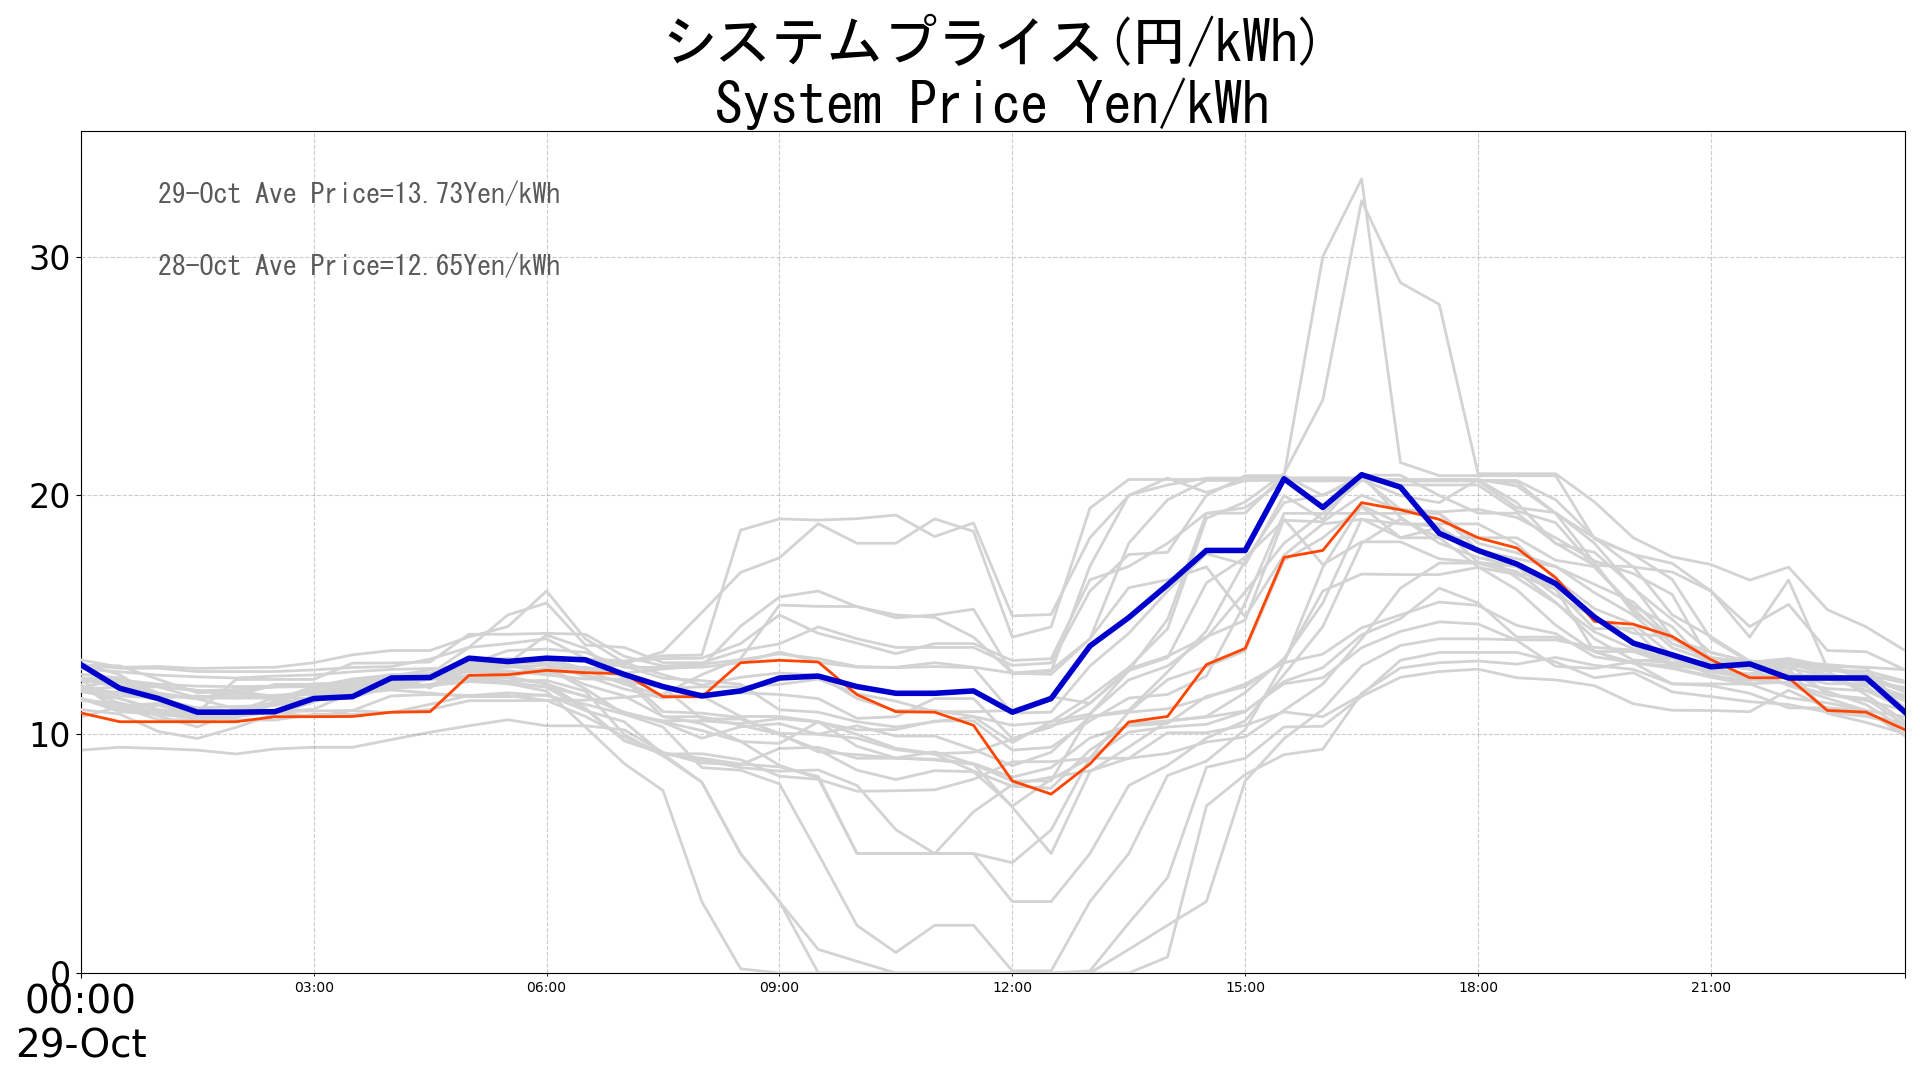 システムプライス(円/kWh)
System Price Yen/kWh
29-Oct Ave Price=13.73Yen/kWh
28-Oct Ave Price=12.65Yen/kWh
30
20
10
0
00:00 03:00 06:00 09:00 12:00 15:00 18:00 21:00
29-Oct